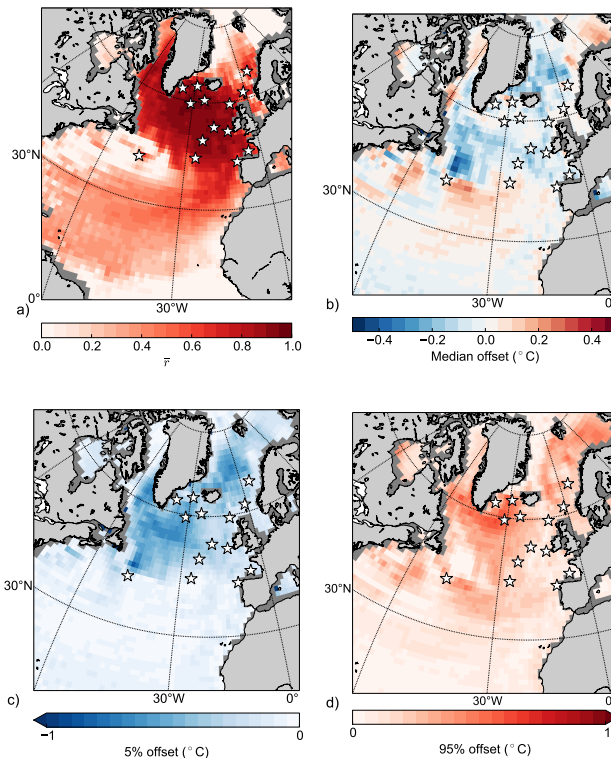 30°N
0°
30°W
a)
0.0 0.2 0.4 0.6 0.8 1.0
r̅
30°N
30°W
0
b)
−0.4 −0.2 0.0 0.2 0.4
Median offset (°C)
30°N
30°W
0°
c)
−1 0
5% offset (°C)
30°N
30°W
0
d)
0 1
95% offset (°C)